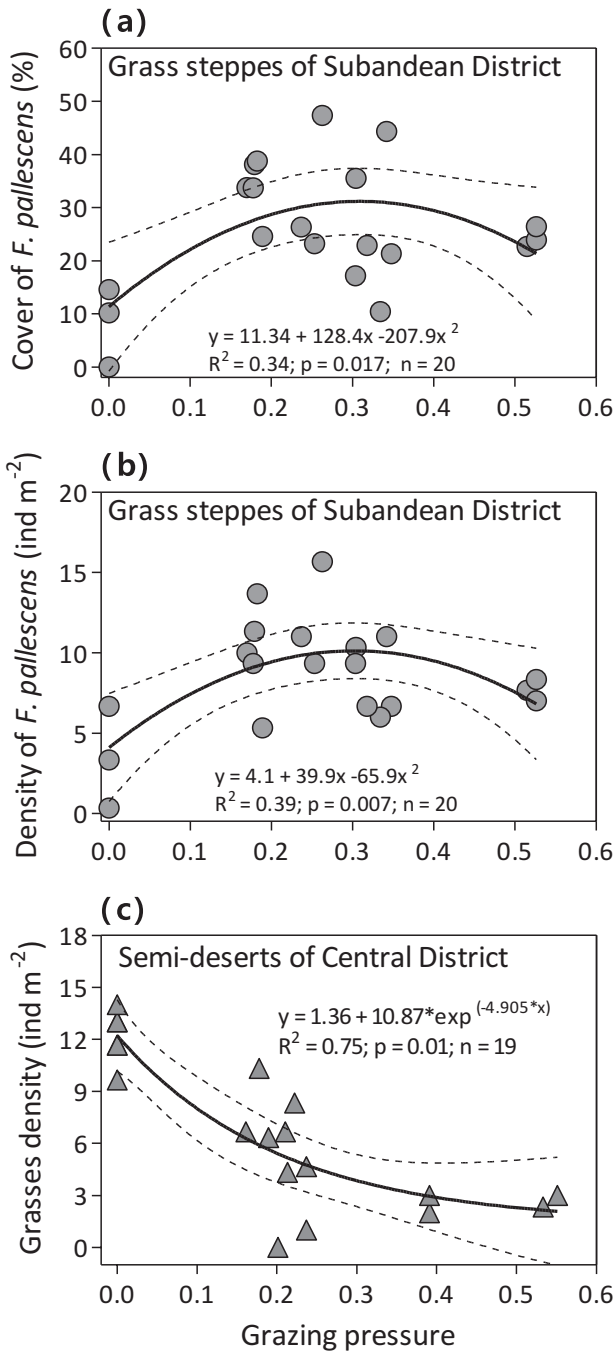 (a)
Grass steppes of Subandean District
Cover of F. pallescens (%)
60
50
40
30
20
10
0
y = 11.34 + 128.4x -207.9x 2
R2 = 0.34; p = 0.017; n = 20
0.0 0.1 0.2 0.3 0.4 0.5 0.6
(b)
Grass steppes of Subandean District
Density of F. pallescens (ind m-2)
20
15
10
5
0
y = 4.1 + 39.9x -65.9x 2
R2 = 0.39; p = 0.007; n = 20
0.0 0.1 0.2 0.3 0.4 0.5 0.6
(c)
Semi-deserts of Central District
Grasses density (ind m-2)
18
15
12
9
6
3
0
y = 1.36 + 10.87*exp (-4.905*x)
R2 = 0.75; p = 0.01; n = 19
0.0 0.1 0.2 0.3 0.4 0.5 0.6
Grazing pressure